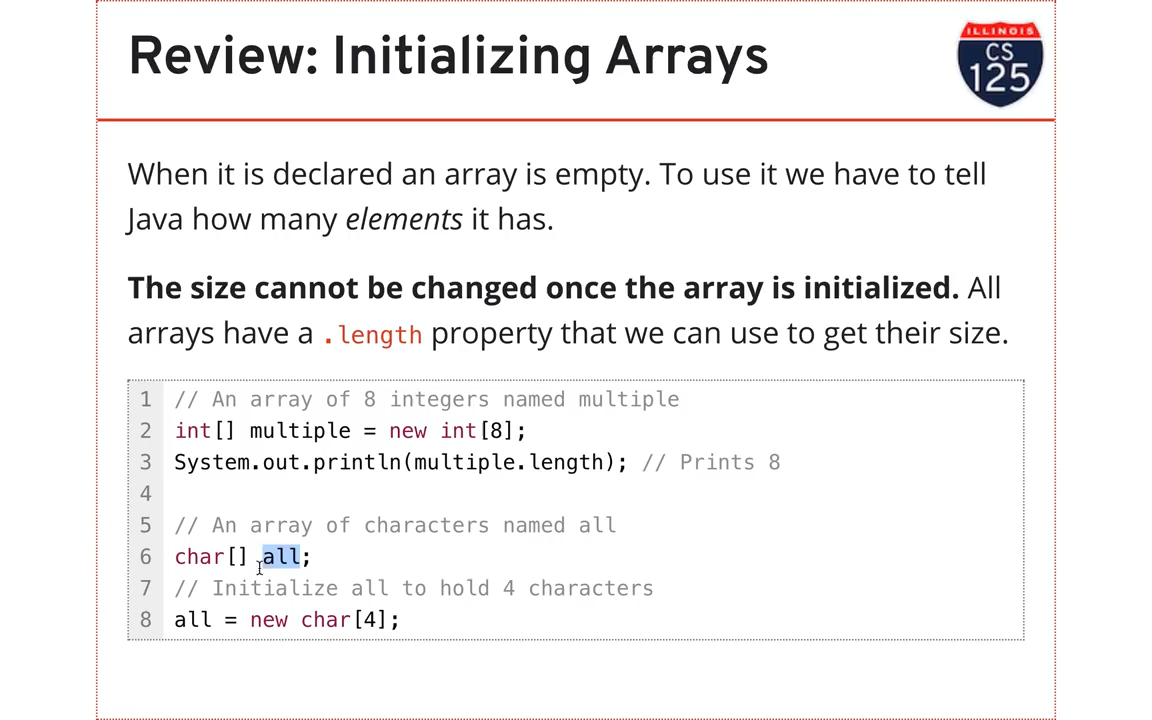 Review: Initializing Arrays
ILLINOIS
CS
125
When it is declared an array is empty. To use it we have to tell
Java how many elements it has.
The size cannot be changed once the array is initialized. All
arrays have a .length property that we can use to get their size.
1 // An array of 8 integers named multiple
2 int[] multiple = new int[8];
3 System.out.println(multiple.length); // Prints 8
4
5 // An array of characters named all
6 char[] all;
7 // Initialize all to hold 4 characters
8 all = new char[4];